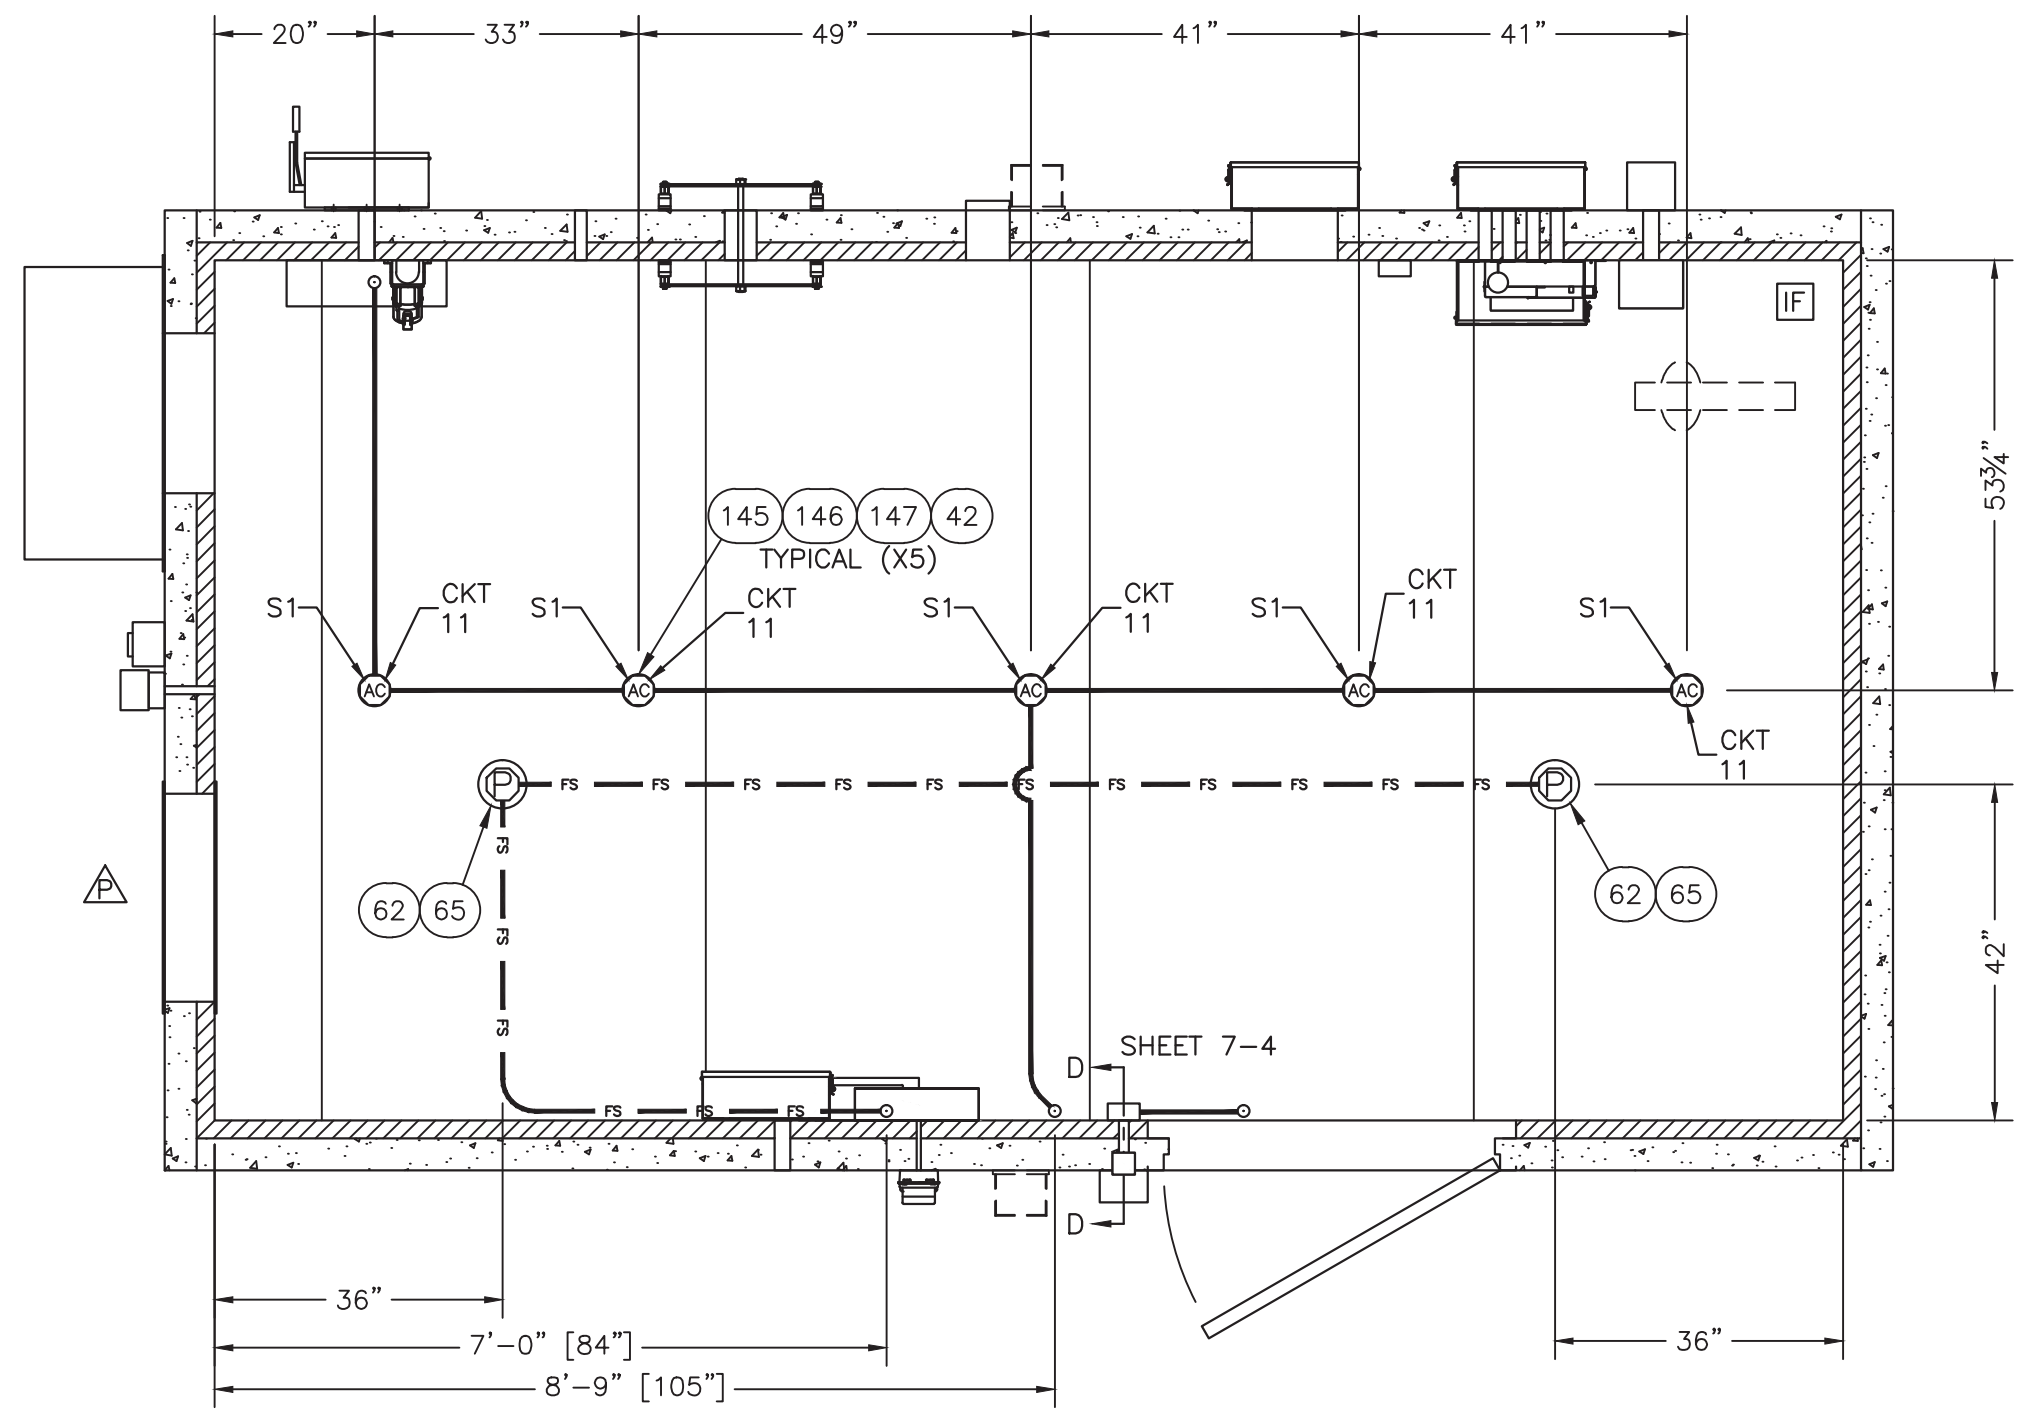 20” 33” 49” 41” 41”
IF
53¾”
145 146 147 42
TYPICAL (X5)
S1 CKT 11 S1 CKT 11 S1 CKT 11 S1 CKT 11 S1
AC AC AC AC AC
CKT 11
P FS FS FS FS FS FS FS FS FS FS FS P
FS
P
62 65
62 65
FS
42”
FS
SHEET 7-4
D
FS FS FS
D
36”
7’-0” [84”]
36”
8’-9” [105”]